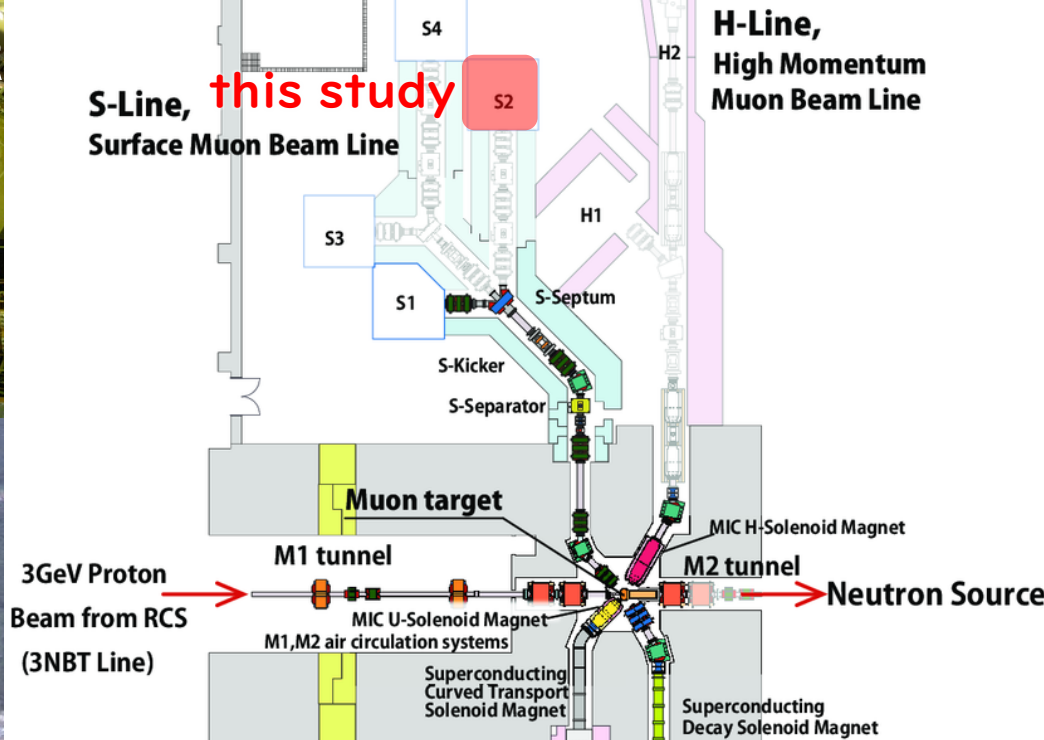 S4
H-Line,
H2
High Momentum
Muon Beam Line
this study
S2
S-Line,
Surface Muon Beam Line
H1
S3
S1
S-Septum
S-Kicker
S-Separator
Muon target
MIC H-Solenoid Magnet
M1 tunnel
M2 tunnel
3GeV Proton
Beam from RCS
(3NBT Line)
Neutron Source
MIC U-Solenoid Magnet
M1,M2 air circulation systems
Superconducting
Curved Transport
Solenoid Magnet
Superconducting
Decay Solenoid Magnet